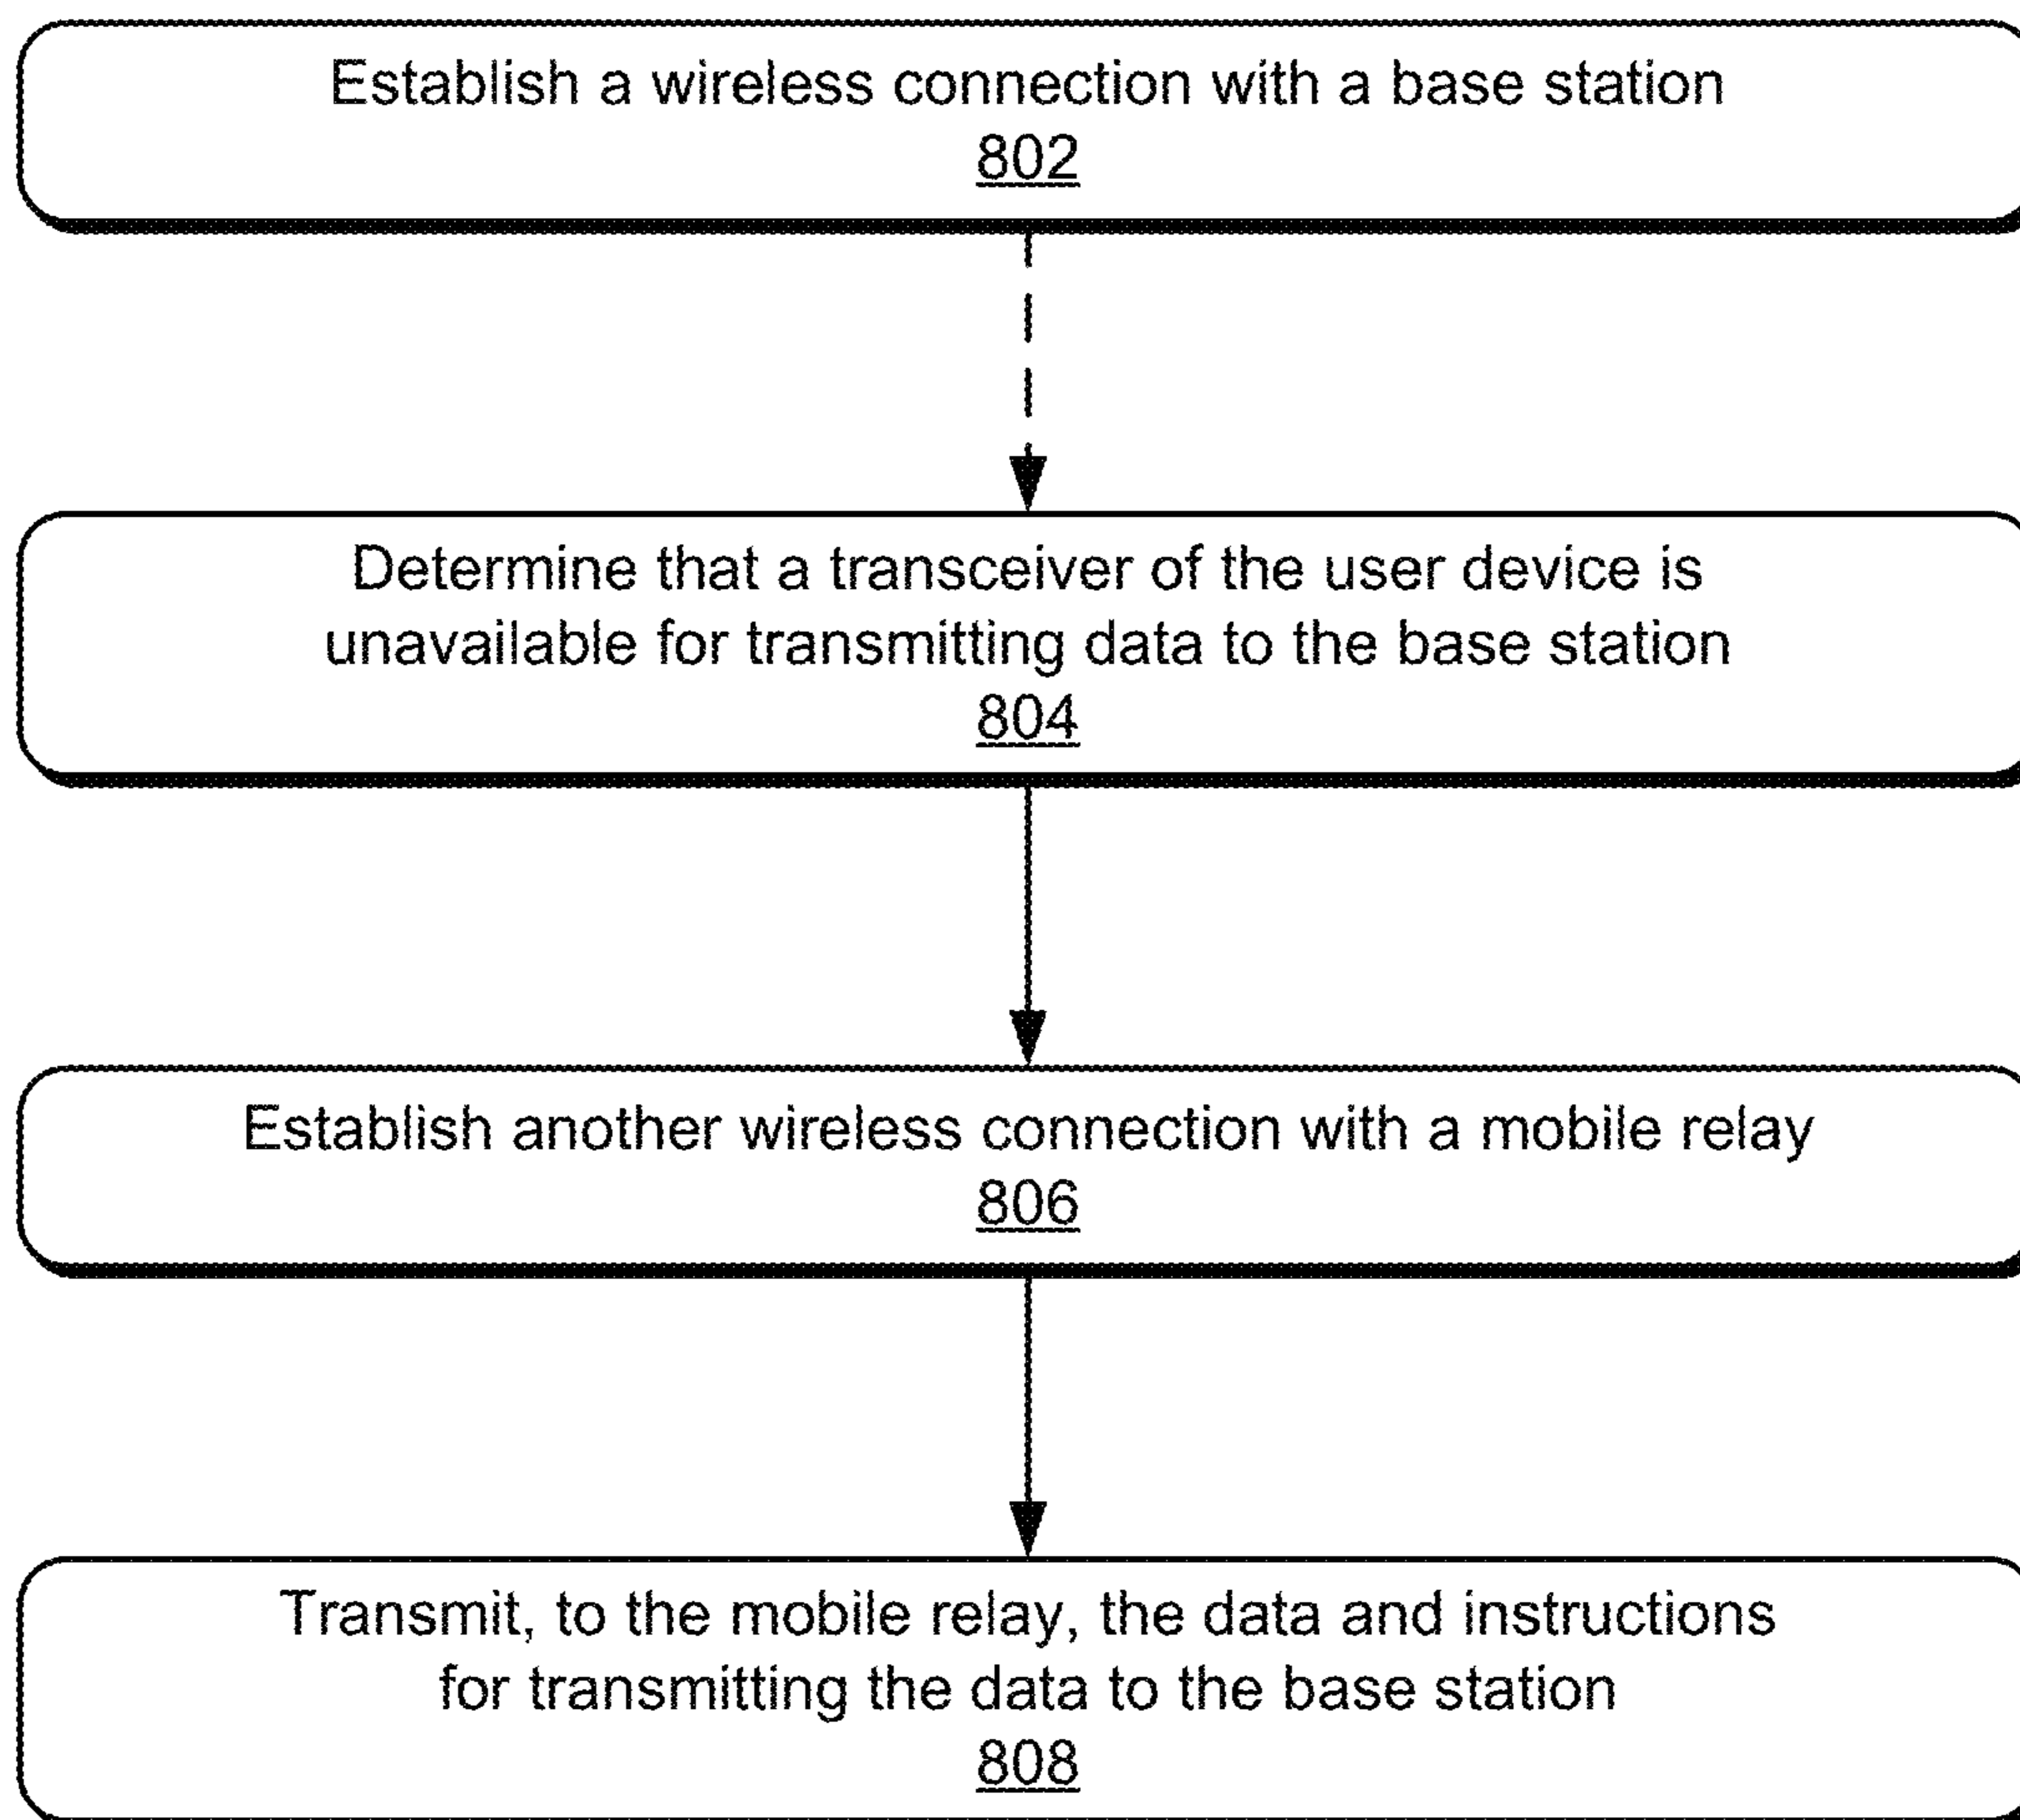 Establish a wireless connection with a base station
802
Determine that a transceiver of the user device is
unavailable for transmitting data to the base station
804
Establish another wireless connection with a mobile relay
806
Transmit, to the mobile relay, the data and instructions
for transmitting the data to the base station
808